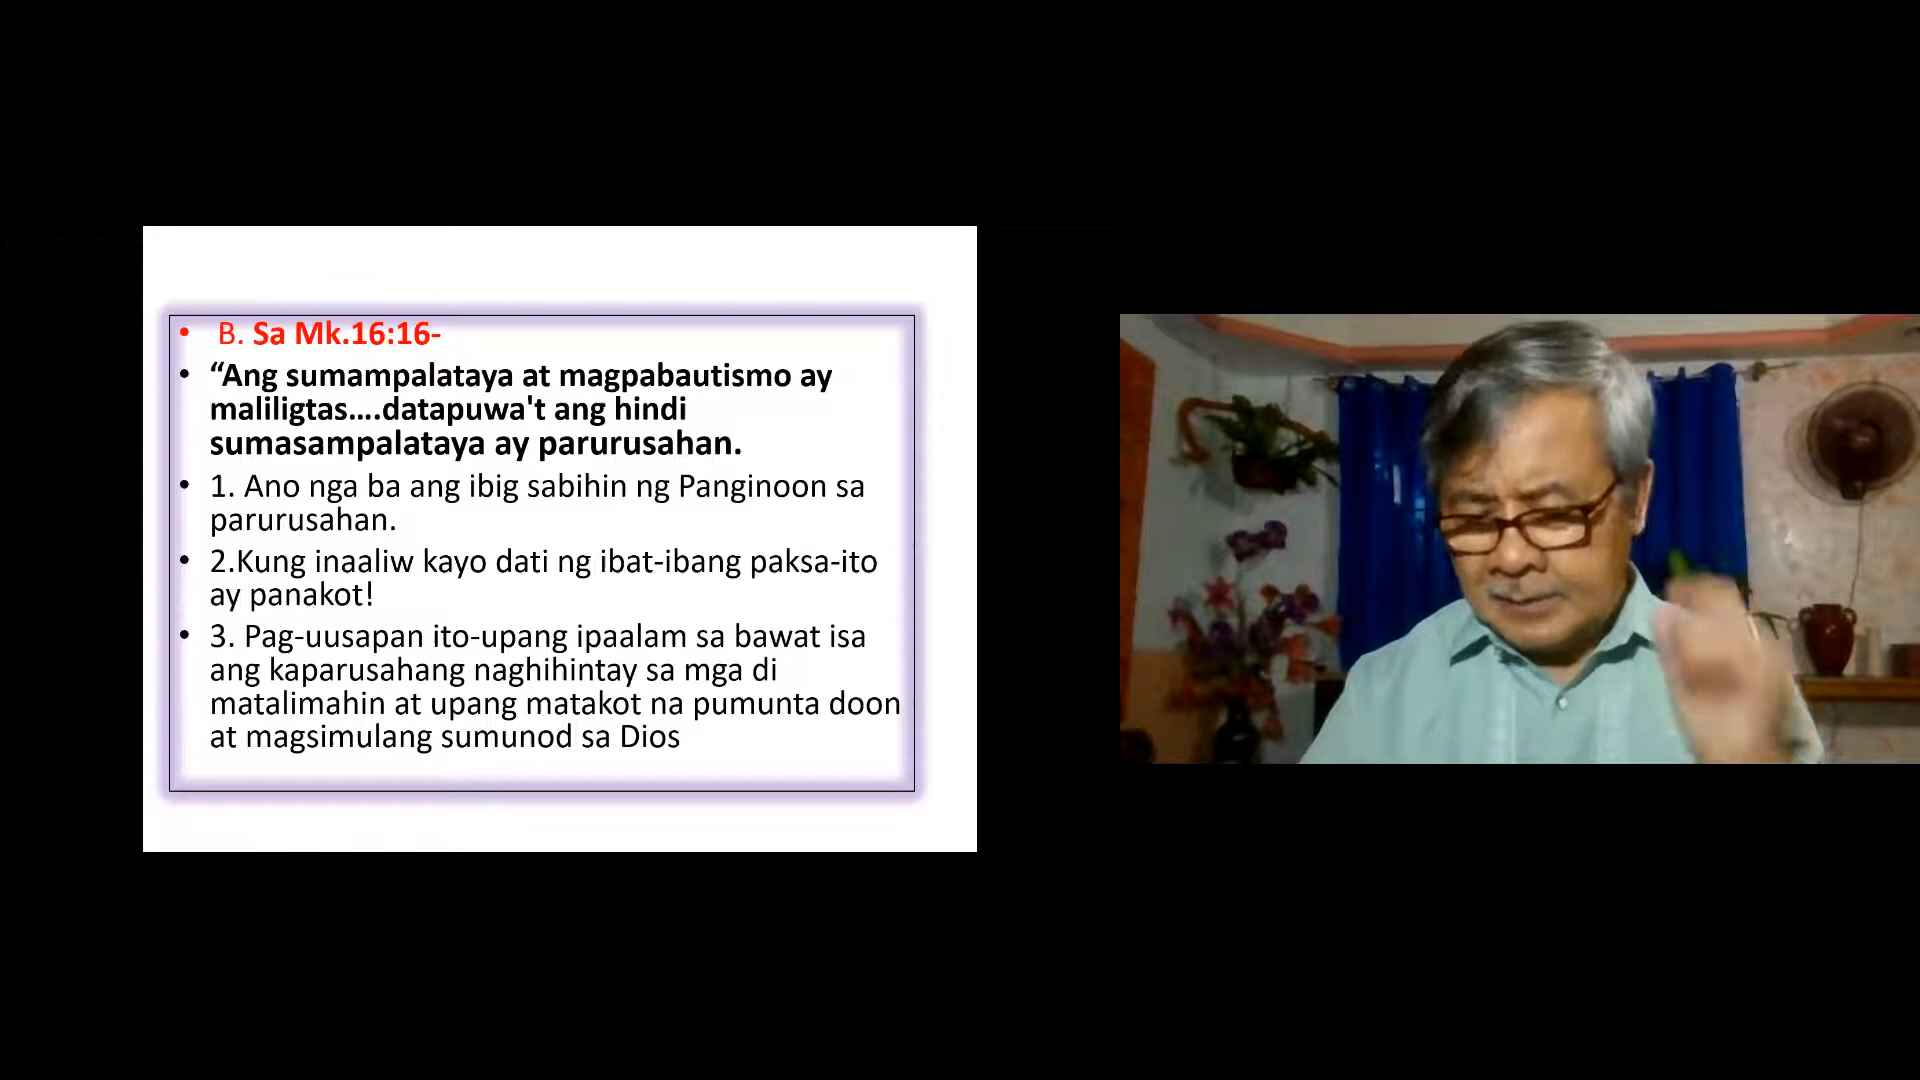 • B. Sa Mk.16:16-
• “Ang sumampalataya at magpabautismo ay
maliligtas....datapuwa't ang hindi
sumasampalataya ay parurusahan.
• 1. Ano nga ba ang ibig sabihin ng Panginoon sa
parurusahan.
• 2.Kung inaaliw kayo dati ng ibat-ibang paksa-ito
ay panakot!
• 3. Pag-uusapan ito-upang ipaalam sa bawat isa
ang kaparusahang naghihintay sa mga di
matalimahin at upang matakot na pumunta doon
at magsimulang sumunod sa Dios